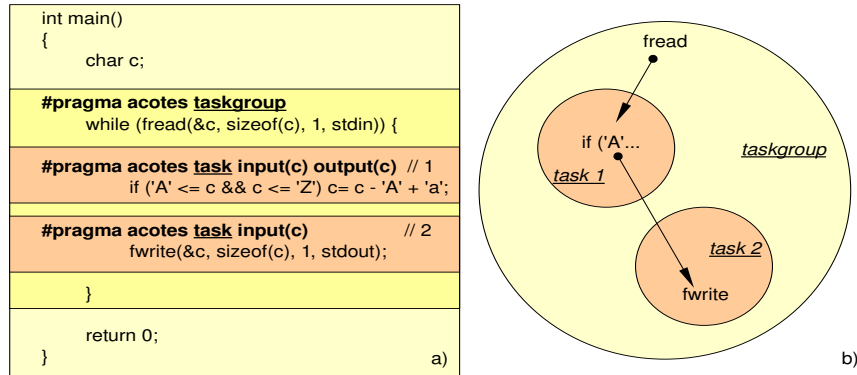 int main()
{
char c;
#pragma acotes taskgroup
while (fread(&c, sizeof(c), 1, stdin)) {
#pragma acotes task input(c) output(c) // 1
if ('A' <= c && c <= 'Z') c= c - 'A' + 'a';
#pragma acotes task input(c) // 2
fwrite(&c, sizeof(c), 1, stdout);
}
return 0;
}
a)
fread
if ('A'...
task 1
taskgroup
task 2
fwrite
b)